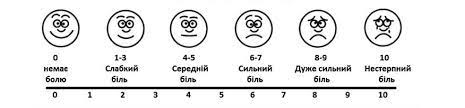 0 1-3 4-5 6-7 8-9 10
немає Слабкий Середній Сильний Дуже сильний Нестерпний
болю біль біль біль біль біль
0 1 2 3 4 5 6 7 8 9 10